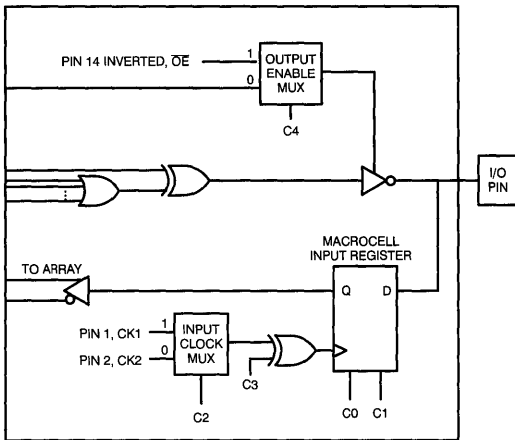 PIN 14 INVERTED, OE
1
0
OUTPUT
ENABLE
MUX
C4
I/O
PIN
MACROCELL
INPUT REGISTER
TO ARRAY
Q D
PIN 1, CK1
1
PIN 2, CK2
0
INPUT
CLOCK
MUX
C3
C2
C0 C1